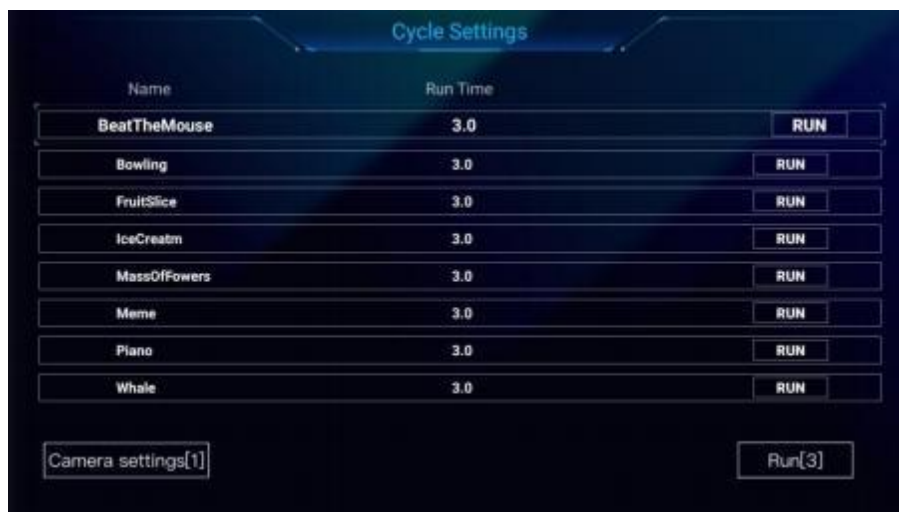 Cycle Settings
Name Run Time
BeatTheMouse 3.0 RUN
Bowling 3.0 RUN
FruitSlice 3.0 RUN
IceCreatm 3.0 RUN
MassOfFowers 3.0 RUN
Meme 3.0 RUN
Piano 3.0 RUN
Whale 3.0 RUN
Camera settings[1] Run[3]